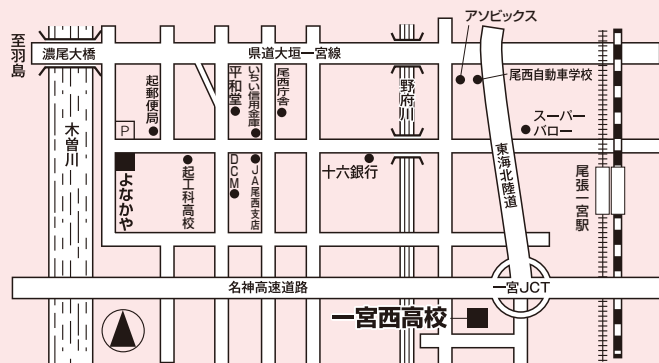 アソビックス
至羽島
濃尾大橋
県道大垣一宮線
起郵便局
平和堂
いちい信用金庫
尾西庁舎
野府川
尾西自動車学校
スーパー
バロー
P
木曽川
よなかや
起工科高校
DCM
JA尾西支店
十六銀行
東海北陸道
尾張一宮駅
名神高速道路
一宮JCT
一宮西高校